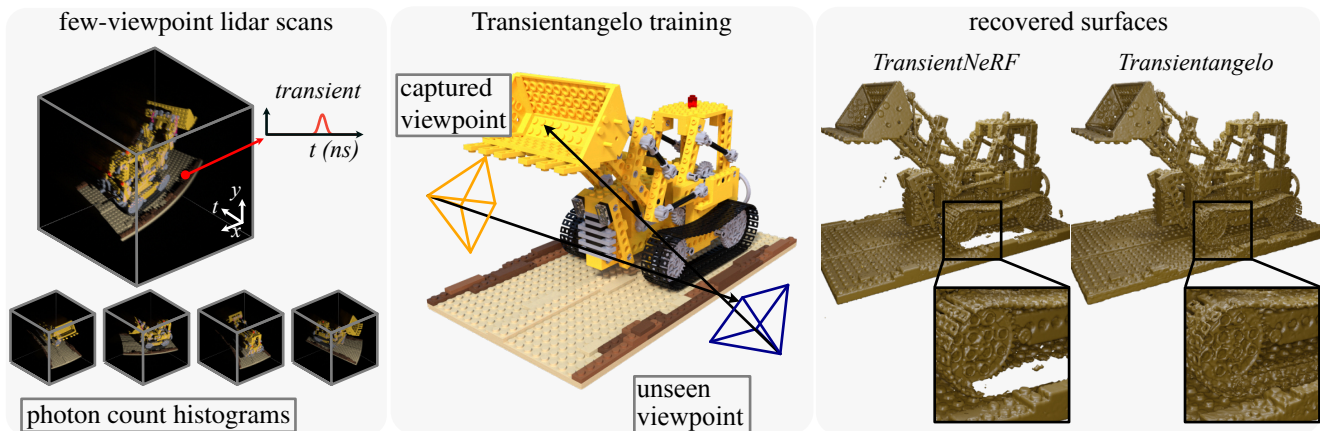 few-viewpoint lidar scans
transient
t (ns)
y
t
x
photon count histograms
Transientangelo training
captured
viewpoint
unseen
viewpoint
recovered surfaces
TransientNeRF
Transientangelo